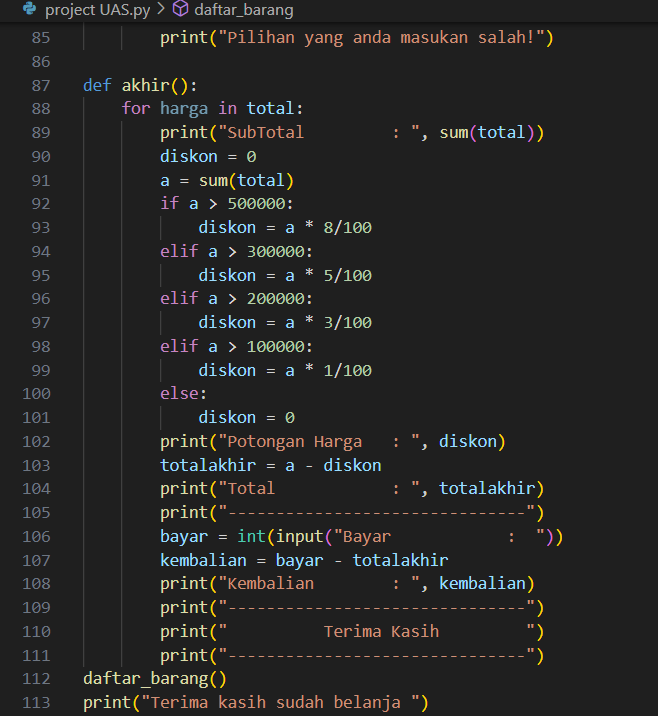 project UAS.py > daftar_barang
85 print("Pilihan yang anda masukan salah!")
86
87 def akhir():
88 for harga in total:
89 print("SubTotal         : ", sum(total))
90 diskon = 0
91 a = sum(total)
92 if a > 500000:
93 diskon = a * 8/100
94 elif a > 300000:
95 diskon = a * 5/100
96 elif a > 200000:
97 diskon = a * 3/100
98 elif a > 100000:
99 diskon = a * 1/100
100 else:
101 diskon = 0
102 print("Potongan Harga   : ", diskon)
103 totalakhir = a - diskon
104 print("Total            : ", totalakhir)
105 print("-------------------------------")
106 bayar = int(input("Bayar            :  "))
107 kembalian = bayar - totalakhir
108 print("Kembalian        : ", kembalian)
109 print("-------------------------------")
110 print("          Terima Kasih         ")
111 print("-------------------------------")
112 daftar_barang()
113 print("Terima kasih sudah belanja ")